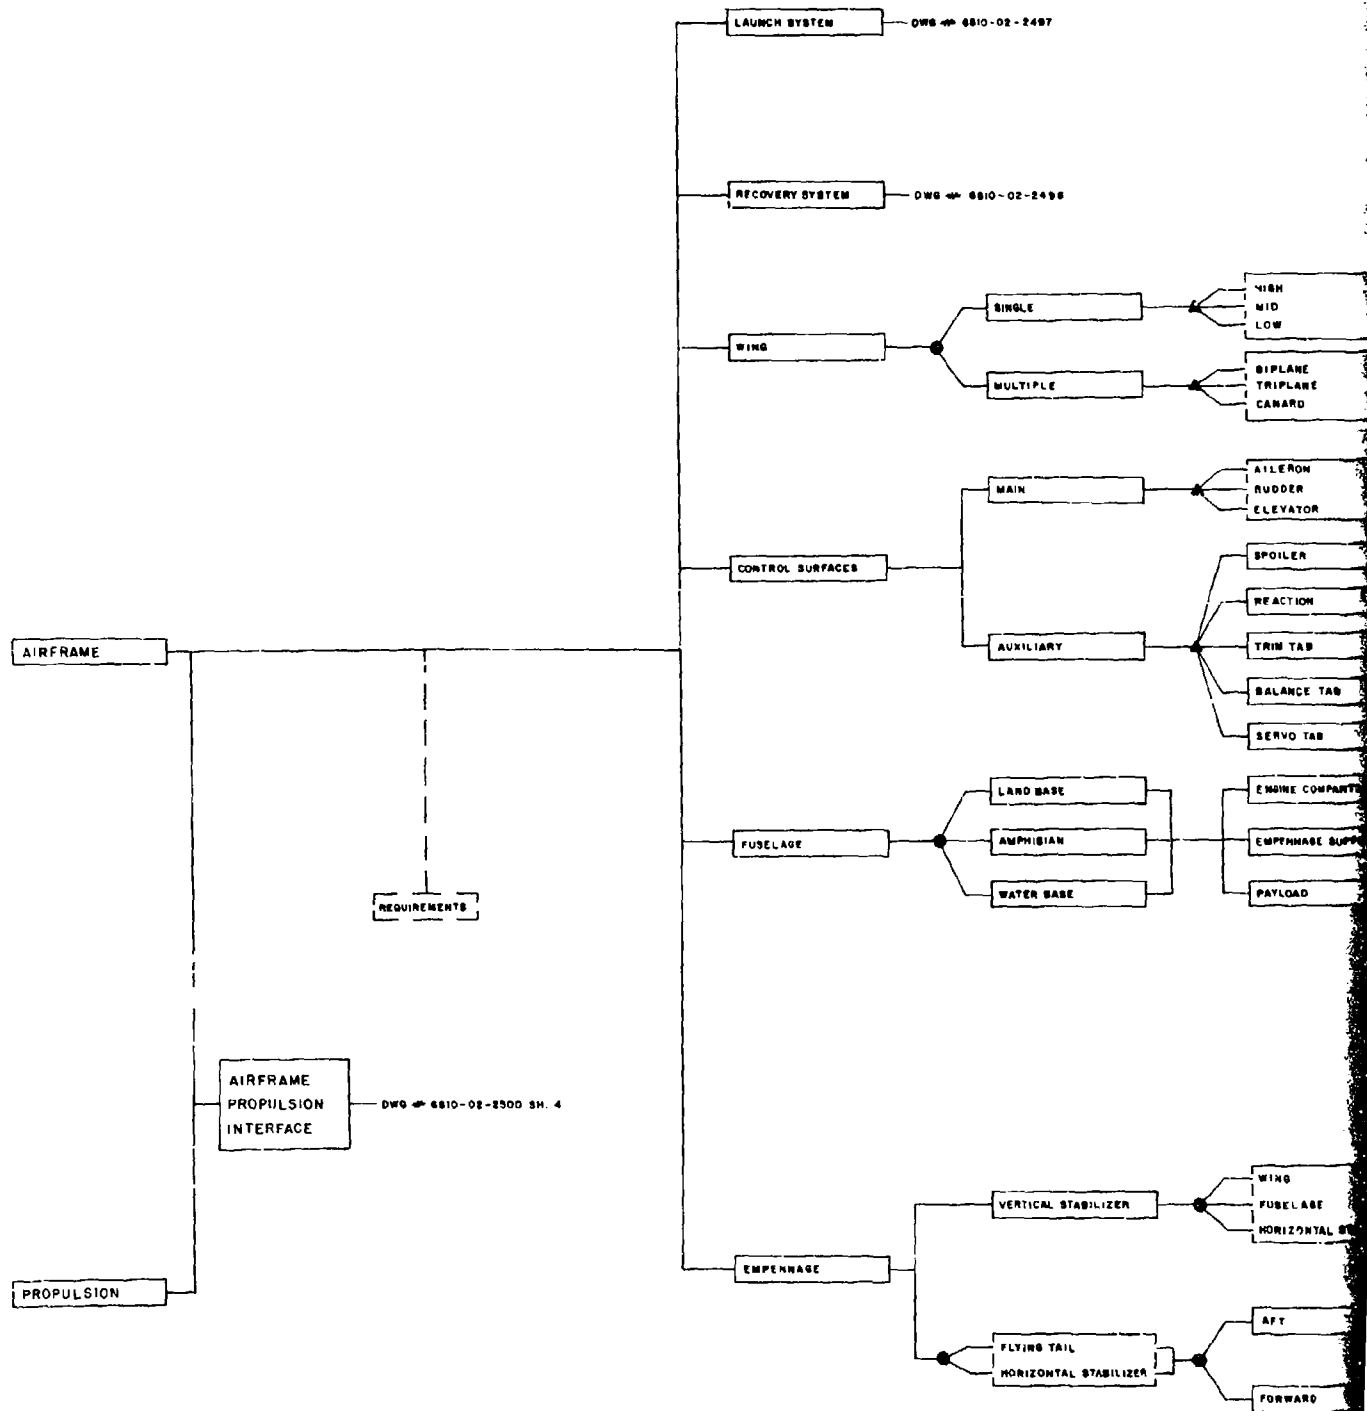 LAUNCH SYSTEM
DWG # 6810-02-2497
RECOVERY SYSTEM
DWG # 6810-02-2496
SINGLE
HIGH
MID
LOW
WING
MULTIPLE
BIPLANE
TRIPLANE
CANARD
MAIN
AILERON
RUDDER
ELEVATOR
CONTROL SURFACES
SPOILER
REACTION
AUXILIARY
TRIM TAB
BALANCE TAB
SERVO TAB
AIRFRAME
LAND BASE
ENGINE
FUSELAGE
AMPHIBIAN
EMPENNAGE
WATER BASE
PAYLOAD
REQUIREMENTS
AIRFRAME
PROPULSION
INTERFACE
DWG # 6810-02-2500 SH. 4
VERTICAL STABILIZER
WING
FUSELAGE
HORIZONTAL
EMPENNAGE
PROPULSION
FLYING TAIL
HORIZONTAL STABILIZER
AFT
FORWARD